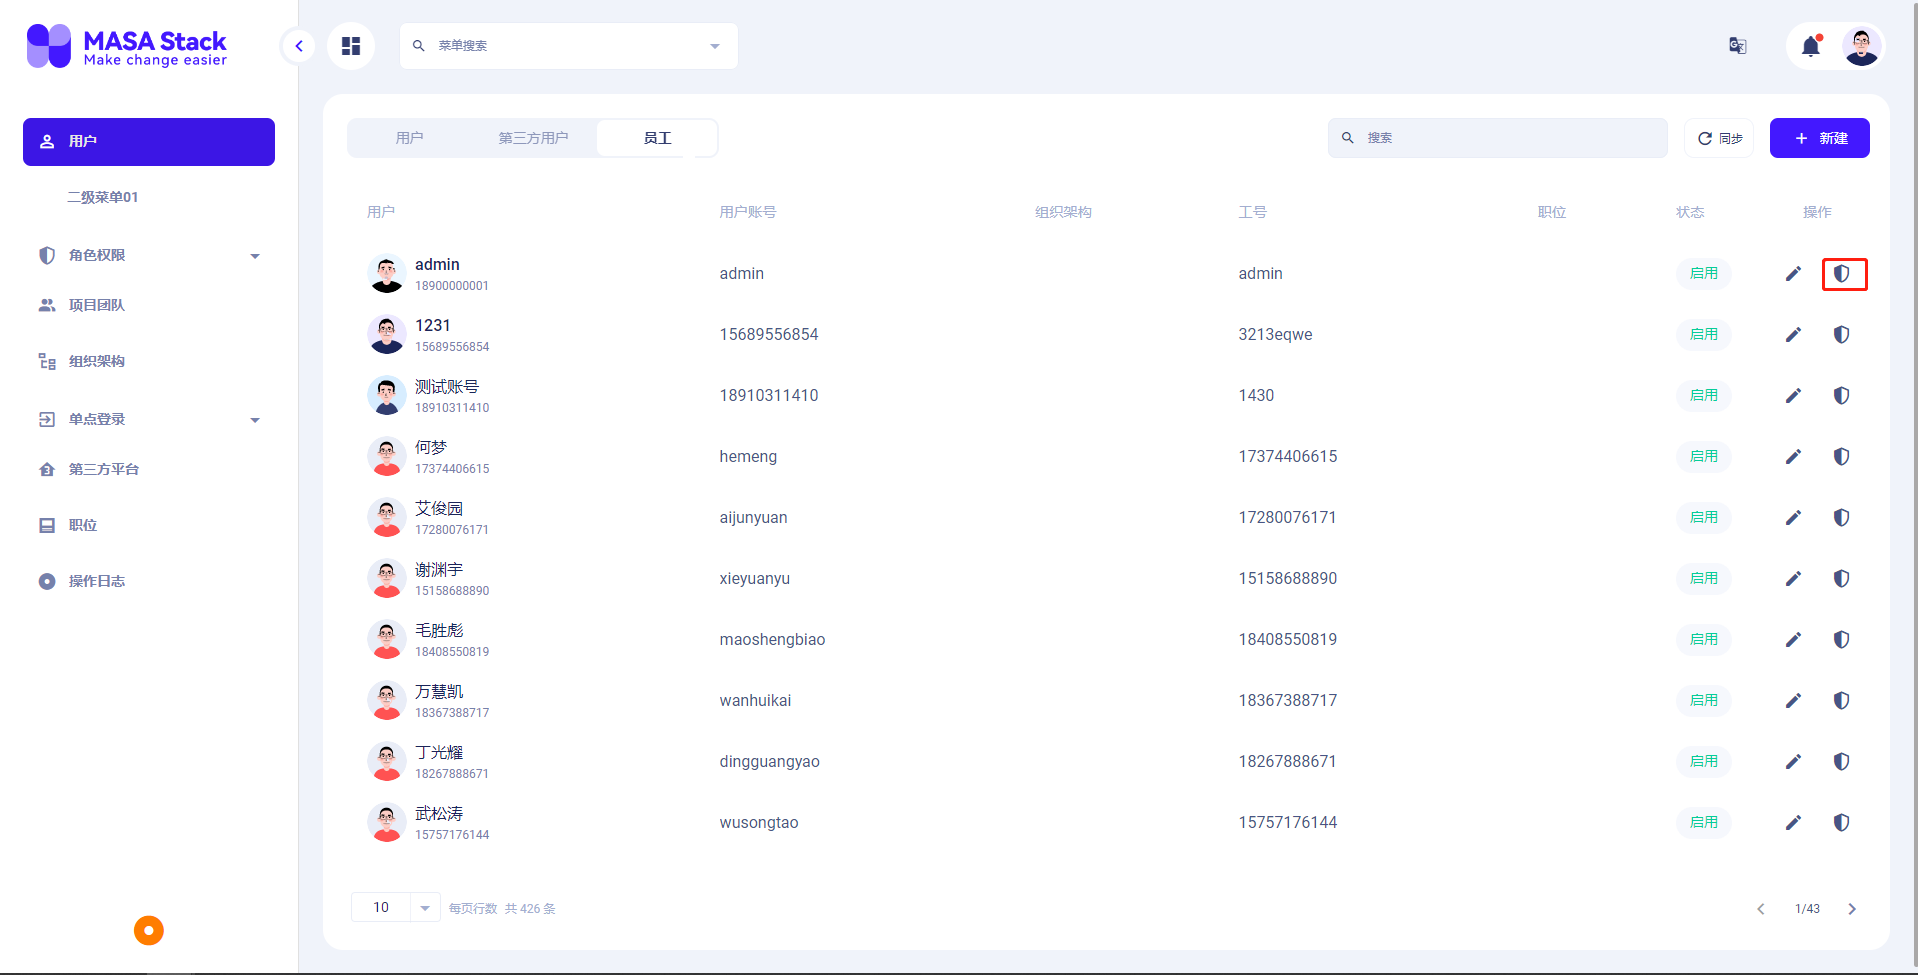 MASA Stack
Make change easier
菜单搜索
用户
二级菜单01
角色权限
项目团队
组织架构
单点登录
第三方平台
职位
操作日志
用户 第三方用户 员工
搜索
同步
新建
用户 用户账号 组织架构 工号 职位 状态 操作
admin
18900000001
admin admin 启用
1231
15689556854
15689556854 3213eqwe 启用
测试账号
18910311410
18910311410 1430 启用
何梦
17374406615
hemeng 17374406615 启用
艾俊园
17280076171
aijunyuan 17280076171 启用
谢渊宇
15158688890
xieyuanyu 15158688890 启用
毛胜彪
18408550819
maoshengbiao 18408550819 启用
万慧凯
18367388717
wanhuikai 18367388717 启用
丁光耀
18267888671
dingguangyao 18267888671 启用
武松涛
15757176144
wusongtao 15757176144 启用
10 每页行数 共 426 条
1/43